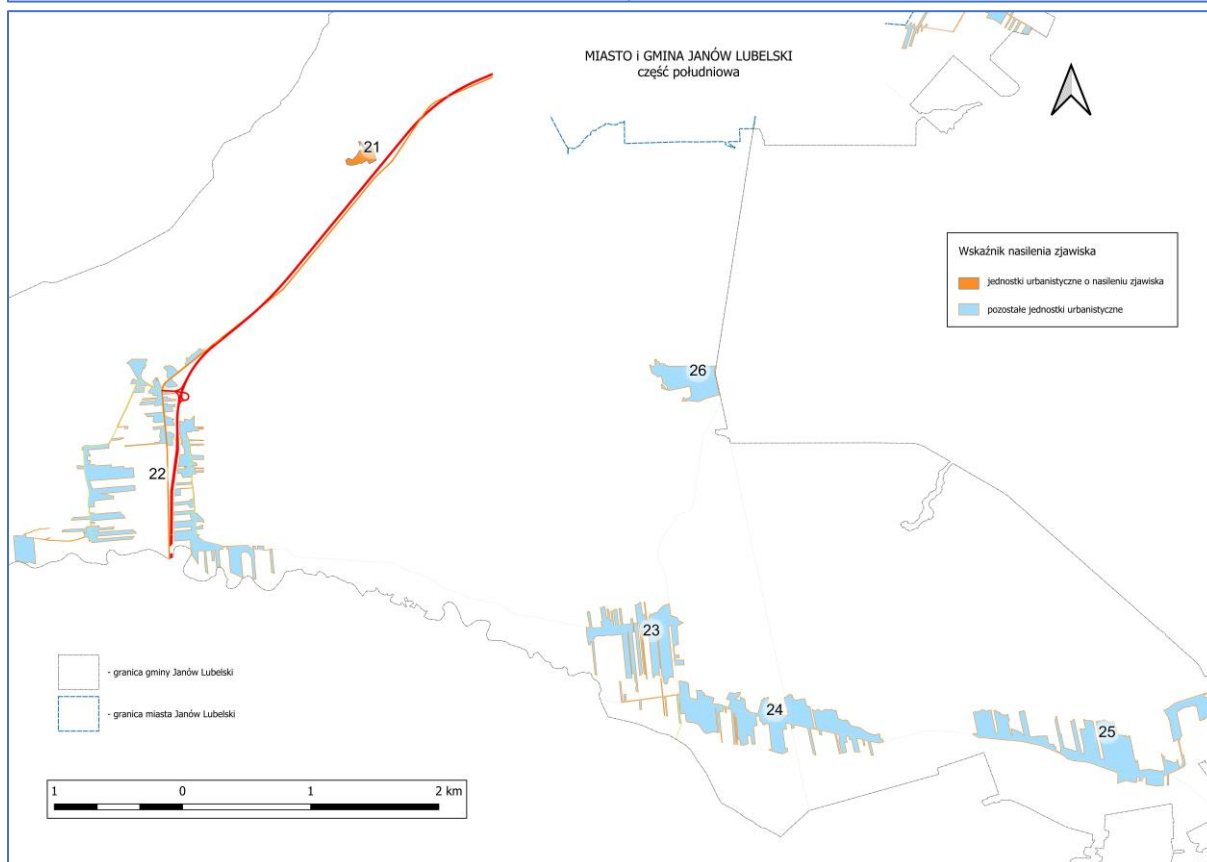 MIASTO i GMINA JANÓW LUBELSKI
część południowa
21
Wskaźnik nasilenia zjawiska
jednostki urbanistyczne o nasileniu zjawiska
pozostałe jednostki urbanistyczne
26
22
23
- granica gminy Janów Lubelski
- granica miasta Janów Lubelski
24
25
1 0 1 2 km